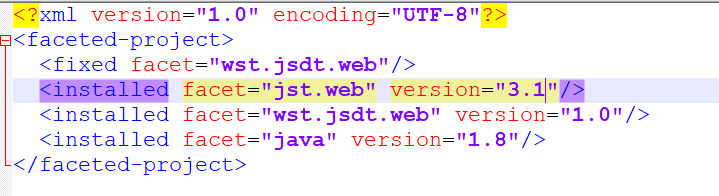 <?xml version="1.0" encoding="UTF-8"?>
<faceted-project>
<fixed facet="wst.jsdt.web"/>
<installed facet="jst.web" version="3.1"/>
<installed facet="wst.jsdt.web" version="1.0"/>
<installed facet="java" version="1.8"/>
</faceted-project>